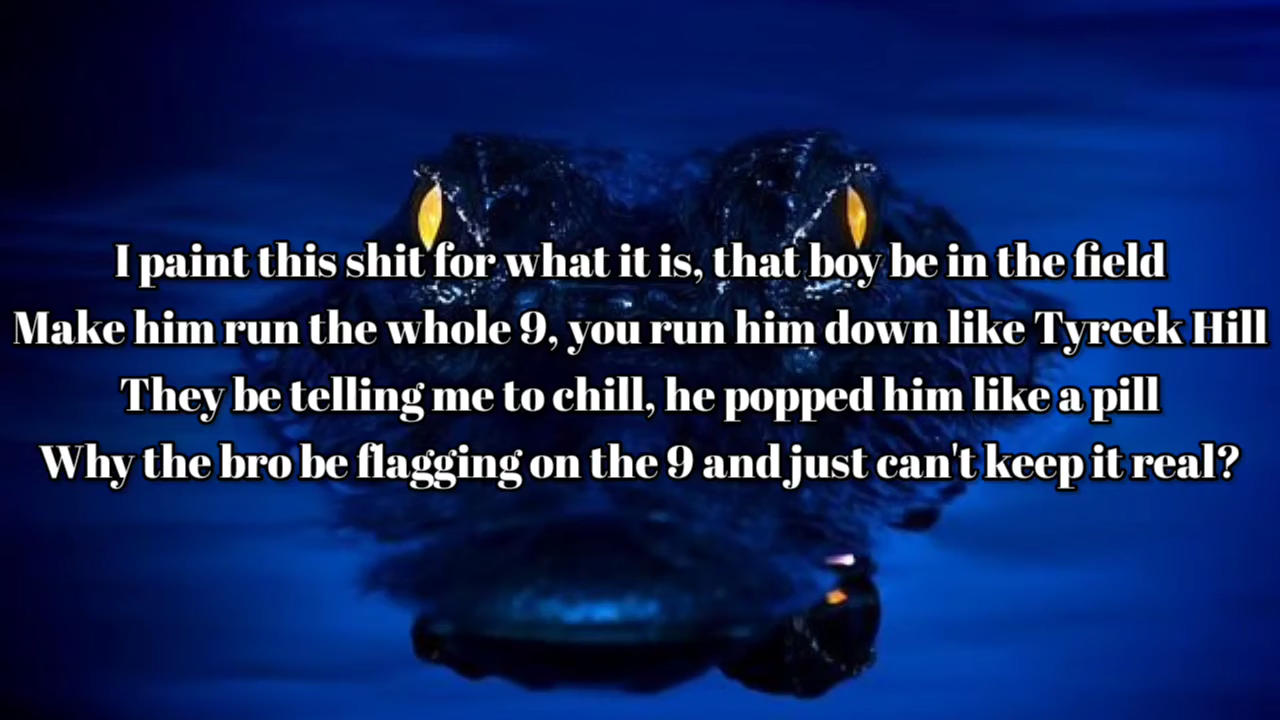 I paint this shit for what it is, that boy be in the field
Make him run the whole 9, you run him down like Tyreek Hill
They be telling me to chill, he popped him like a pill
Why the bro be flagging on the 9 and just can't keep it real?